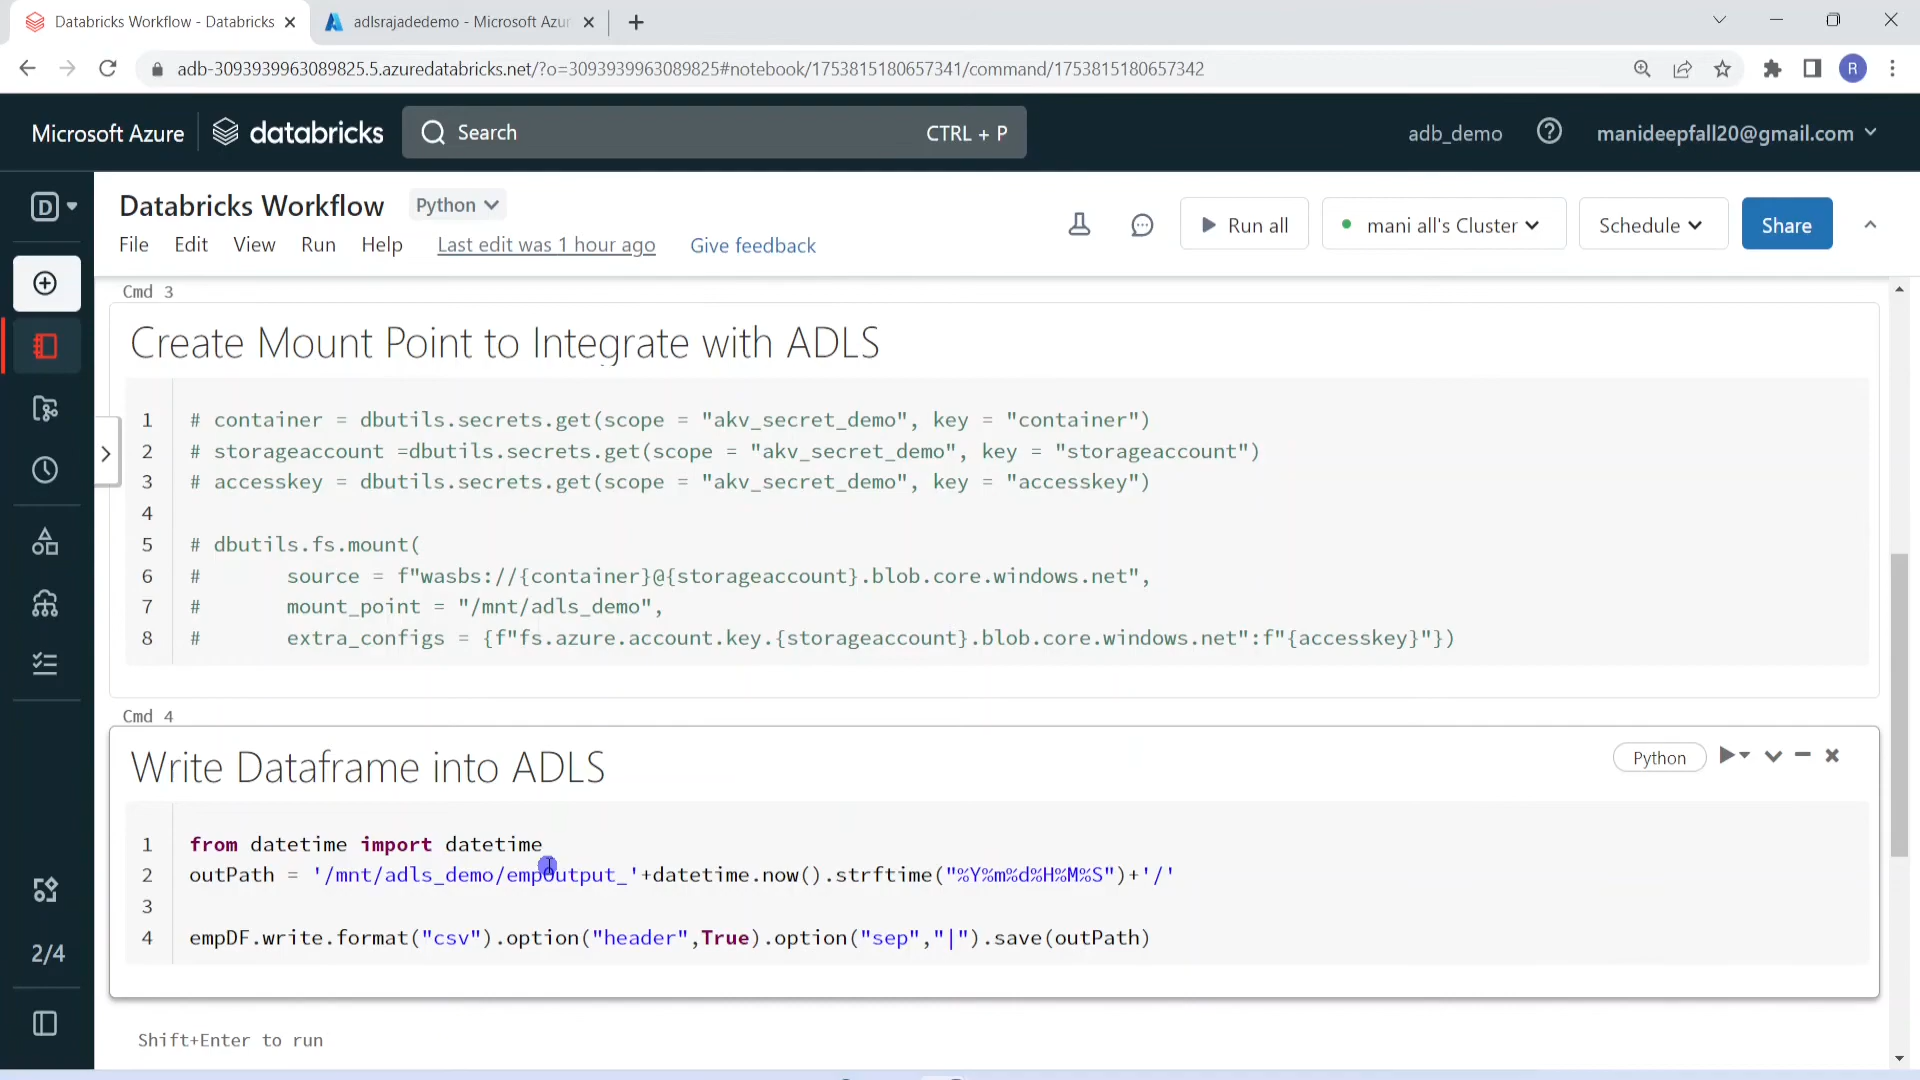 Databricks Workflow - Databricks
adlsrajadedemo - Microsoft Azur
adb-3093939963089825.5.azuredatabricks.net/?o=3093939963089825#notebook/1753815180657341/command/1753815180657342
R
Microsoft Azure
databricks
Search
CTRL + P
adb_demo
manideepfall20@gmail.com
D
Databricks Workflow
Python
File
Edit
View
Run
Help
Last edit was 1 hour ago
Give feedback
Run all
mani all's Cluster
Schedule
Share
Cmd 3
Create Mount Point to Integrate with ADLS
1 # container = dbutils.secrets.get(scope = "akv_secret_demo", key = "container")
2 # storageaccount =dbutils.secrets.get(scope = "akv_secret_demo", key = "storageaccount")
3 # accesskey = dbutils.secrets.get(scope = "akv_secret_demo", key = "accesskey")
4
5 # dbutils.fs.mount(
6 #       source = f"wasbs://{container}@{storageaccount}.blob.core.windows.net",
7 #       mount_point = "/mnt/adls_demo",
8 #       extra_configs = {f"fs.azure.account.key.{storageaccount}.blob.core.windows.net":f"{accesskey}"})
Cmd 4
Write Dataframe into ADLS
Python
1 from datetime import datetime
2 outPath = '/mnt/adls_demo/empoutput_'+datetime.now().strftime("%Y%m%d%H%M%S")+'/'
3
4 empDF.write.format("csv").option("header",True).option("sep","|").save(outPath)
2/4
Shift+Enter to run